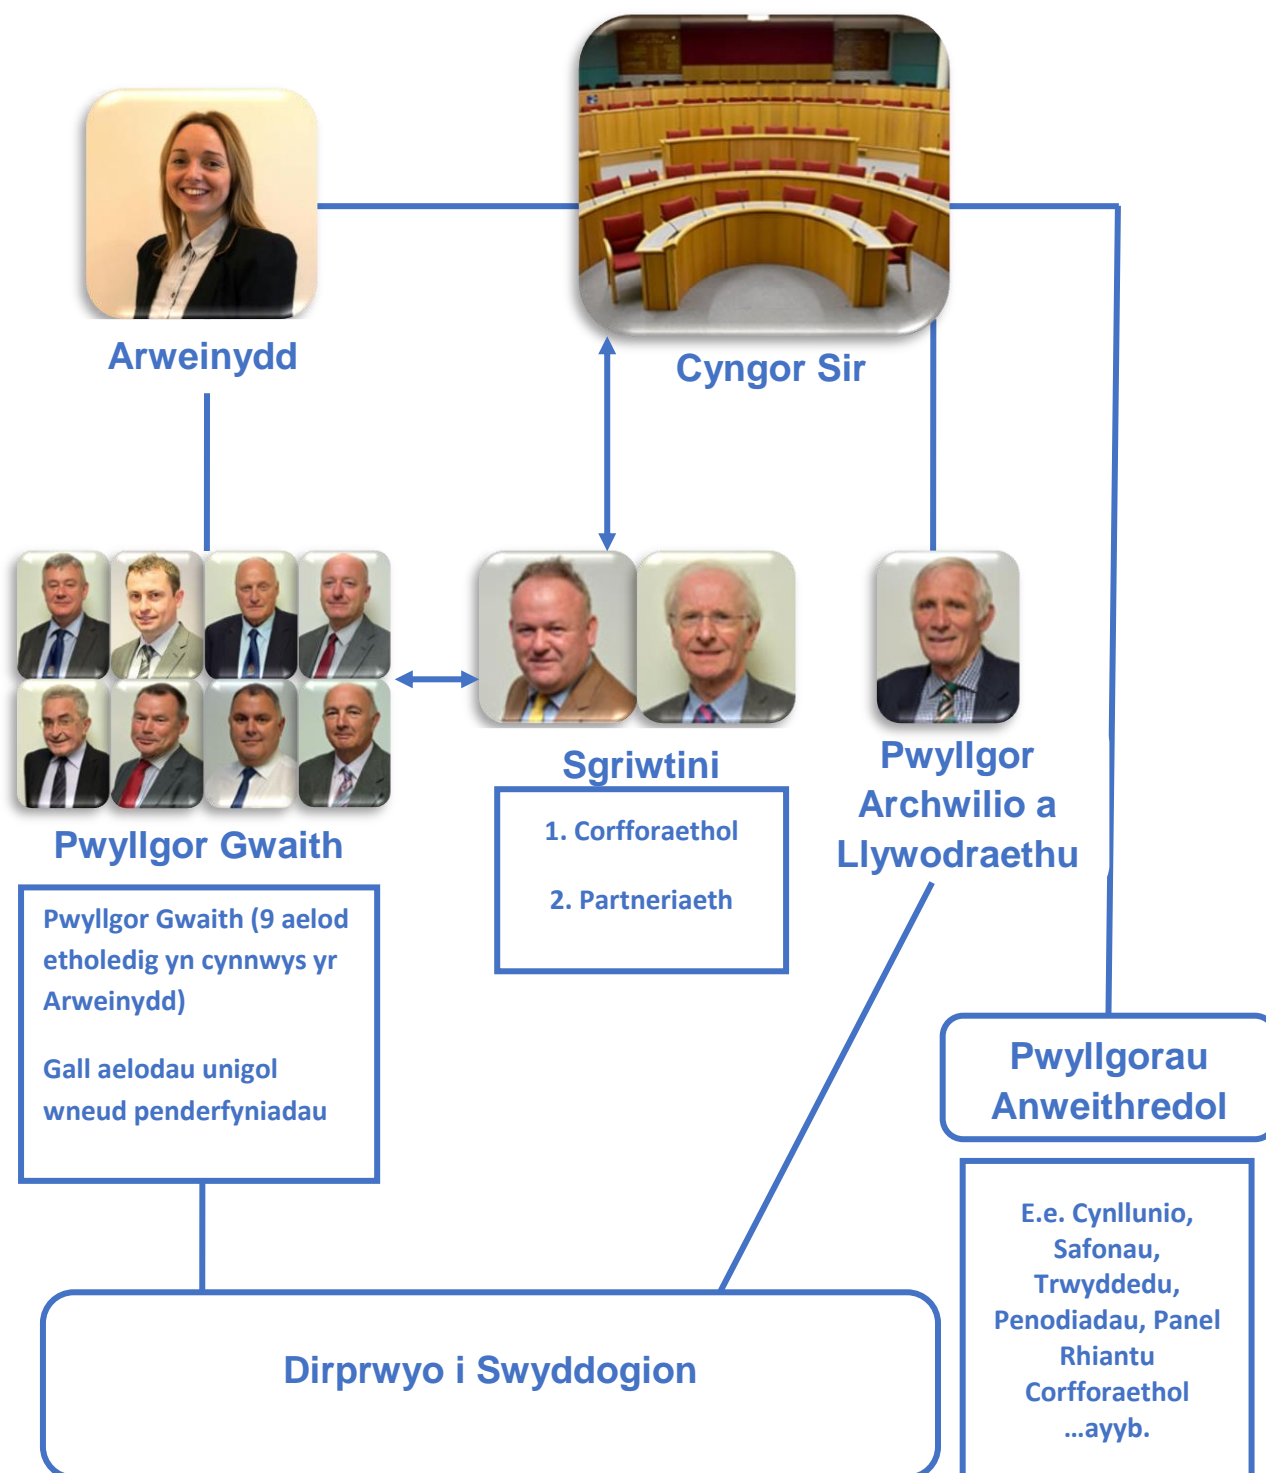 Arweinydd
Cyngor Sir
Sgriwtini
1. Corfforaethol
2. Partneriaeth
Pwyllgor
Archwilio a
Llywodraethu
Pwyllgor Gwaith
Pwyllgor Gwaith (9 aelod
etholedig yn cynnwys yr
Arweinydd)
Gall aelodau unigol
wneud penderfyniadau
Pwyllgorau
Anweithredol
E.e. Cynllunio,
Safonau,
Trwyddedu,
Penodiadau, Panel
Rhiantu
Corfforaethol
...ayyb.
Dirprwyo i Swyddogion